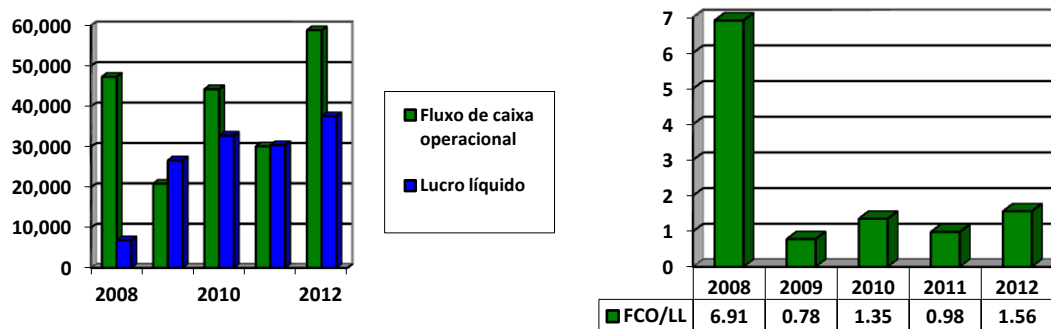 60,000
50,000
40,000
30,000
20,000
10,000
0
2008 2010 2012
Fluxo de caixa
operacional
Lucro líquido
7
6
5
4
3
2
1
0
2008 2009 2010 2011 2012
FCO/LL 6.91 0.78 1.35 0.98 1.56